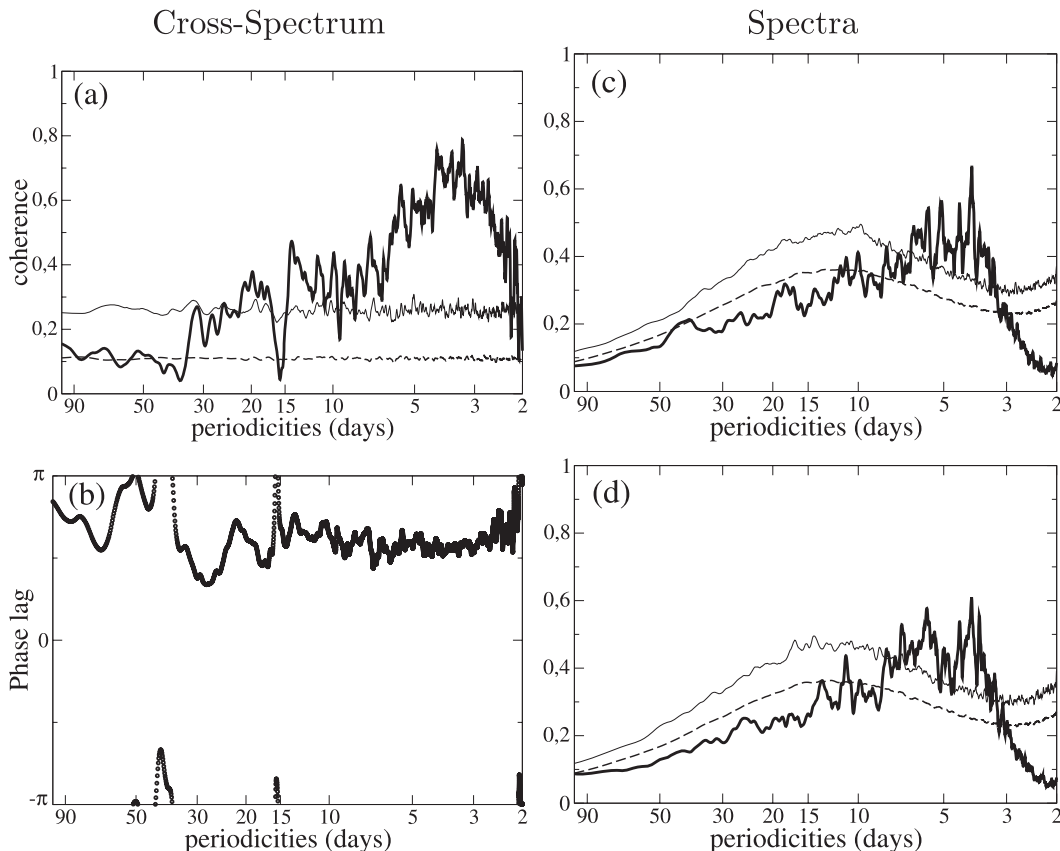 Cross-Spectrum
Spectra
(a)
coherence
1
0,8
0,6
0,4
0,2
0
90 50 30 20 15 10 5 3 2
periodicities (days)
(c)
1
0,8
0,6
0,4
0,2
0
90 50 30 20 15 10 5 3 2
periodicities (days)
(b)
Phase lag
π
0
-π
90 50 30 20 15 10 5 3 2
periodicities (days)
(d)
1
0,8
0,6
0,4
0,2
0
90 50 30 20 15 10 5 3 2
periodicities (days)